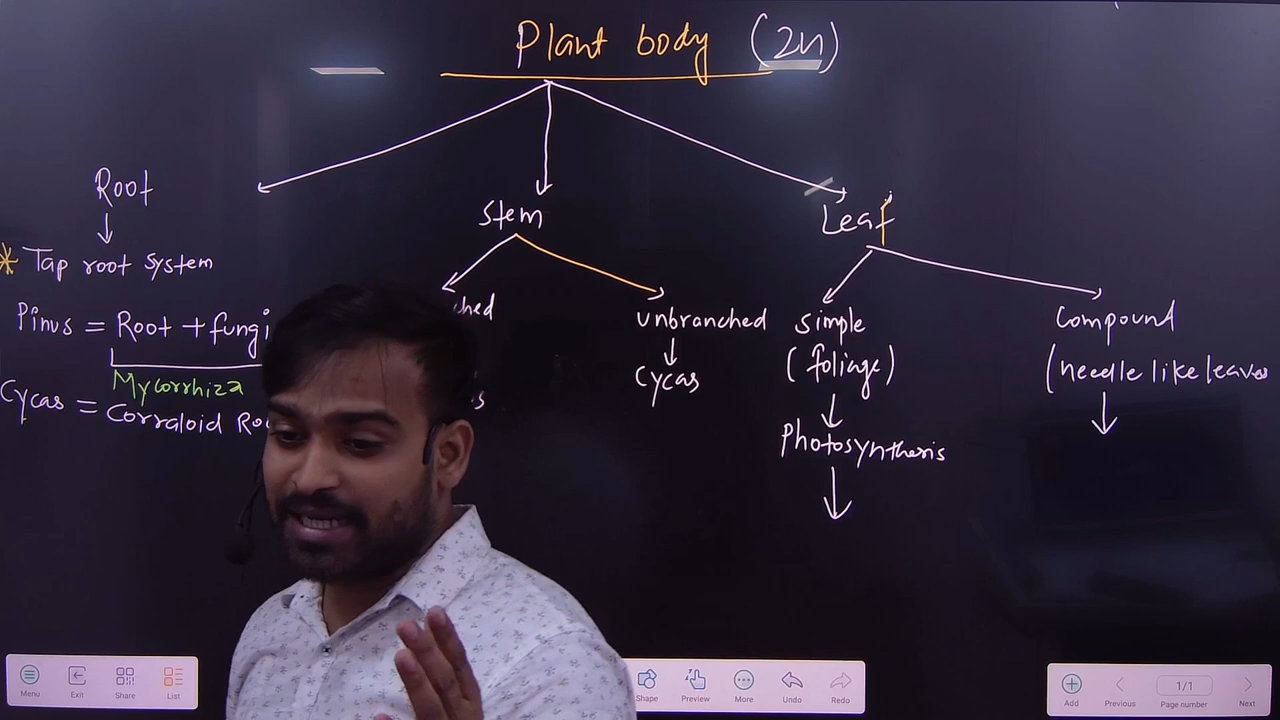 Plant body (2n)
Root
Stem
Leaf
* Tap root system
Pinus = Root + fungi
Mycorrhiza
Cycas = Corraloid
unbranched
Cycas
simple
(foliage)
Photosynthesis
Compound
(needle like leaves
Menu
Exit
Share
List
Shape
Preview
More
Undo
Redo
Add
Previous
1/1
Page number
Next